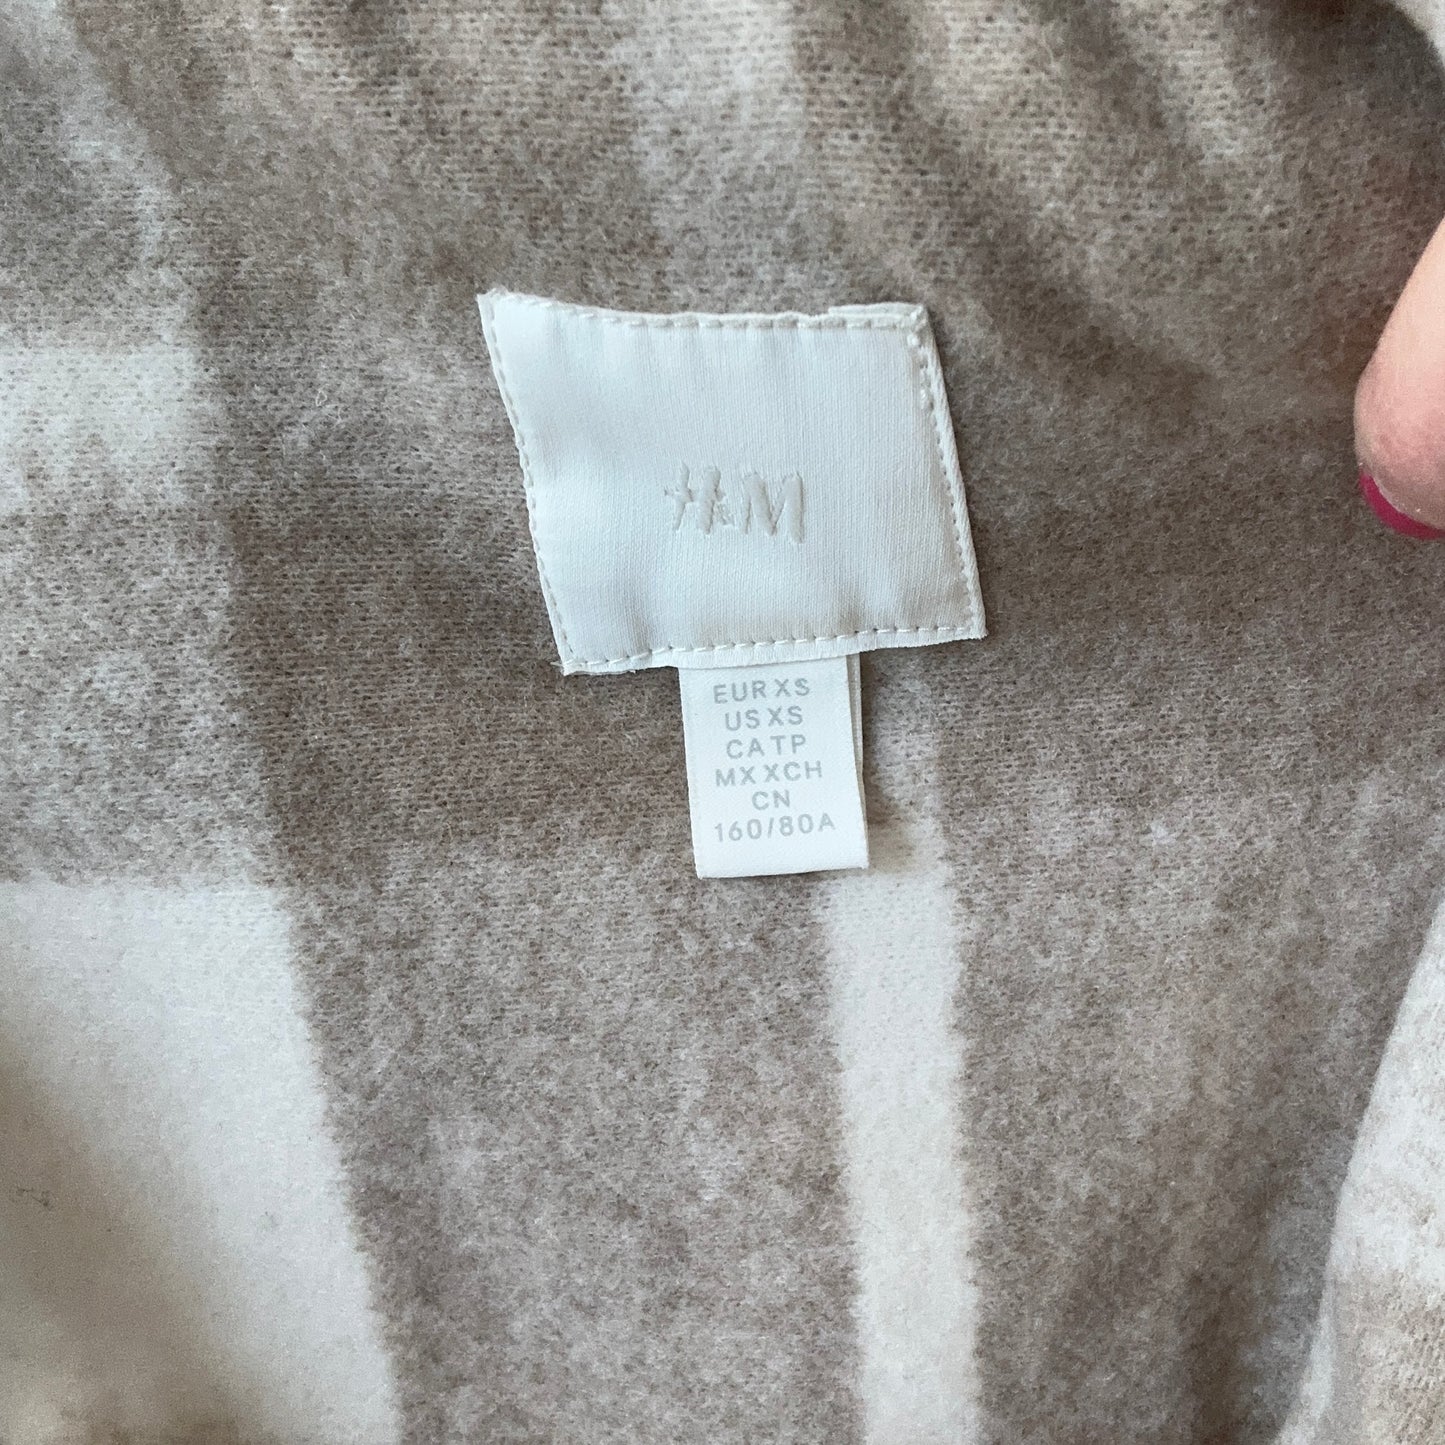 H&M
EUR XS
US XS
CA TP
MX XCH
CN
160/80A